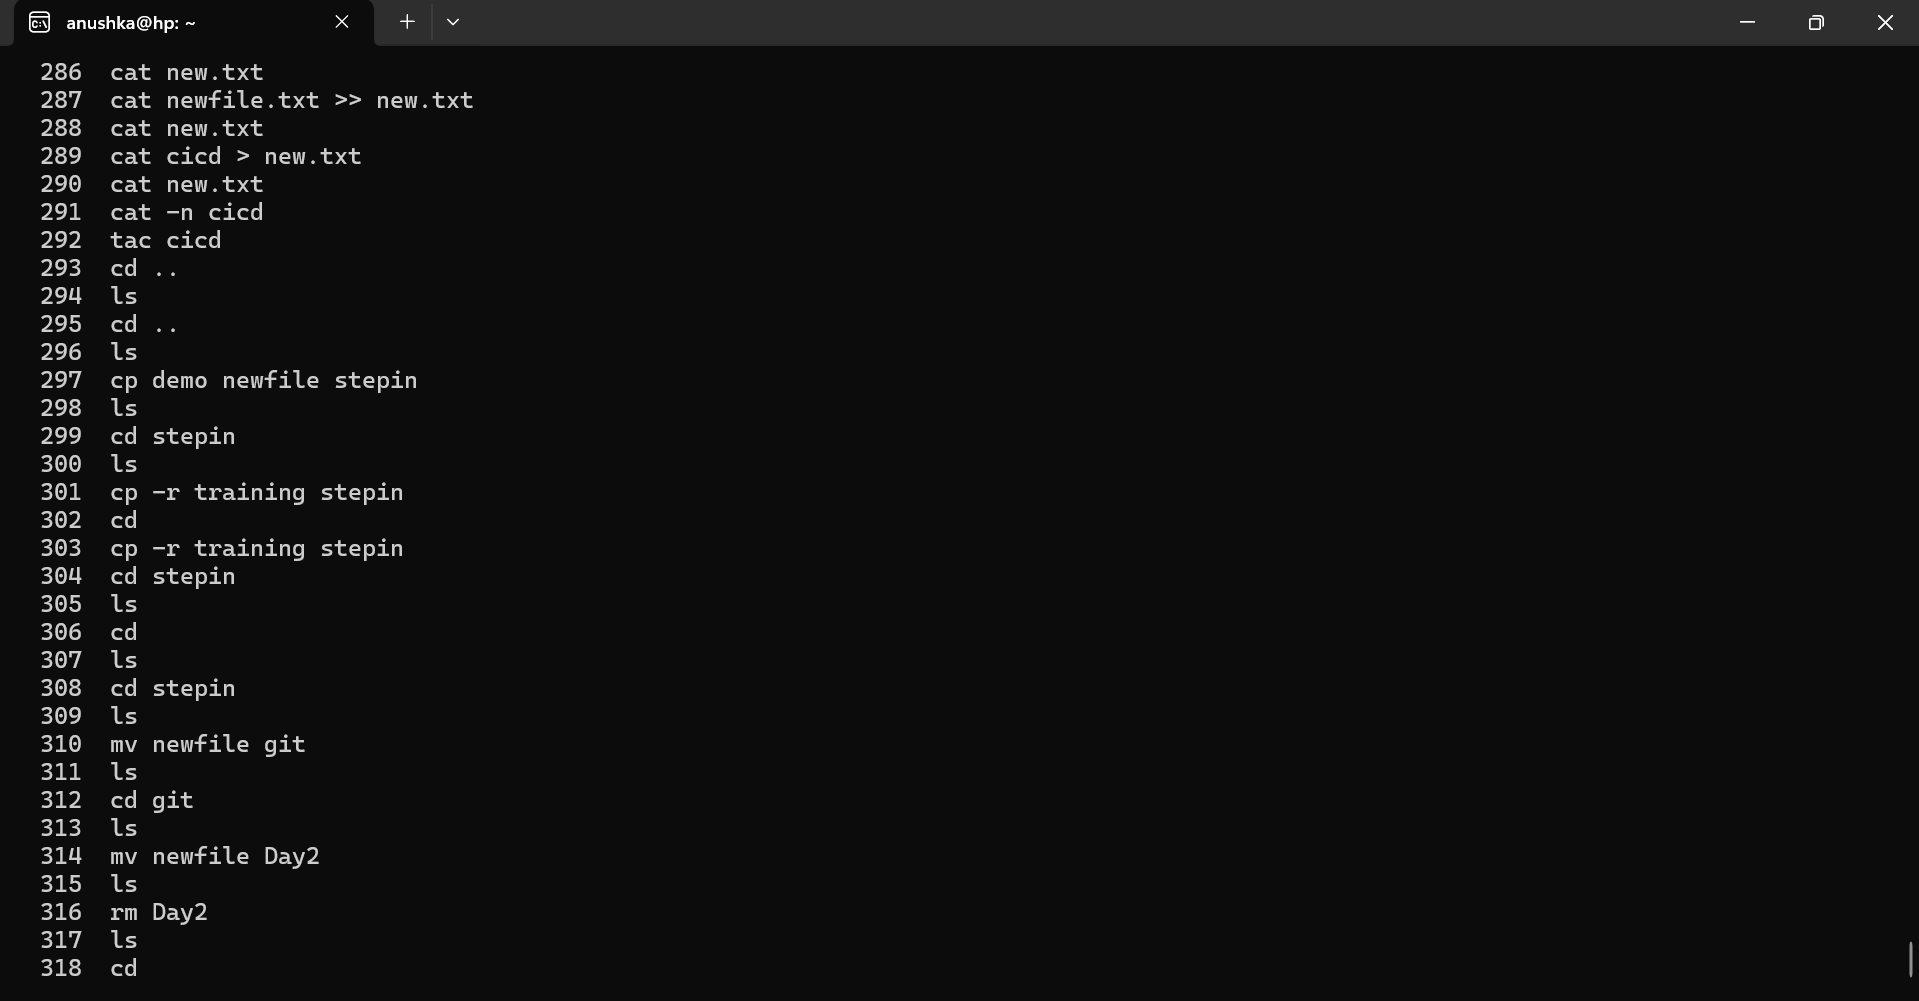 anushka@hp: ~
286 cat new.txt
287 cat newfile.txt >> new.txt
288 cat new.txt
289 cat cicd > new.txt
290 cat new.txt
291 cat -n cicd
292 tac cicd
293 cd ..
294 ls
295 cd ..
296 ls
297 cp demo newfile stepin
298 ls
299 cd stepin
300 ls
301 cp -r training stepin
302 cd
303 cp -r training stepin
304 cd stepin
305 ls
306 cd
307 ls
308 cd stepin
309 ls
310 mv newfile git
311 ls
312 cd git
313 ls
314 mv newfile Day2
315 ls
316 rm Day2
317 ls
318 cd